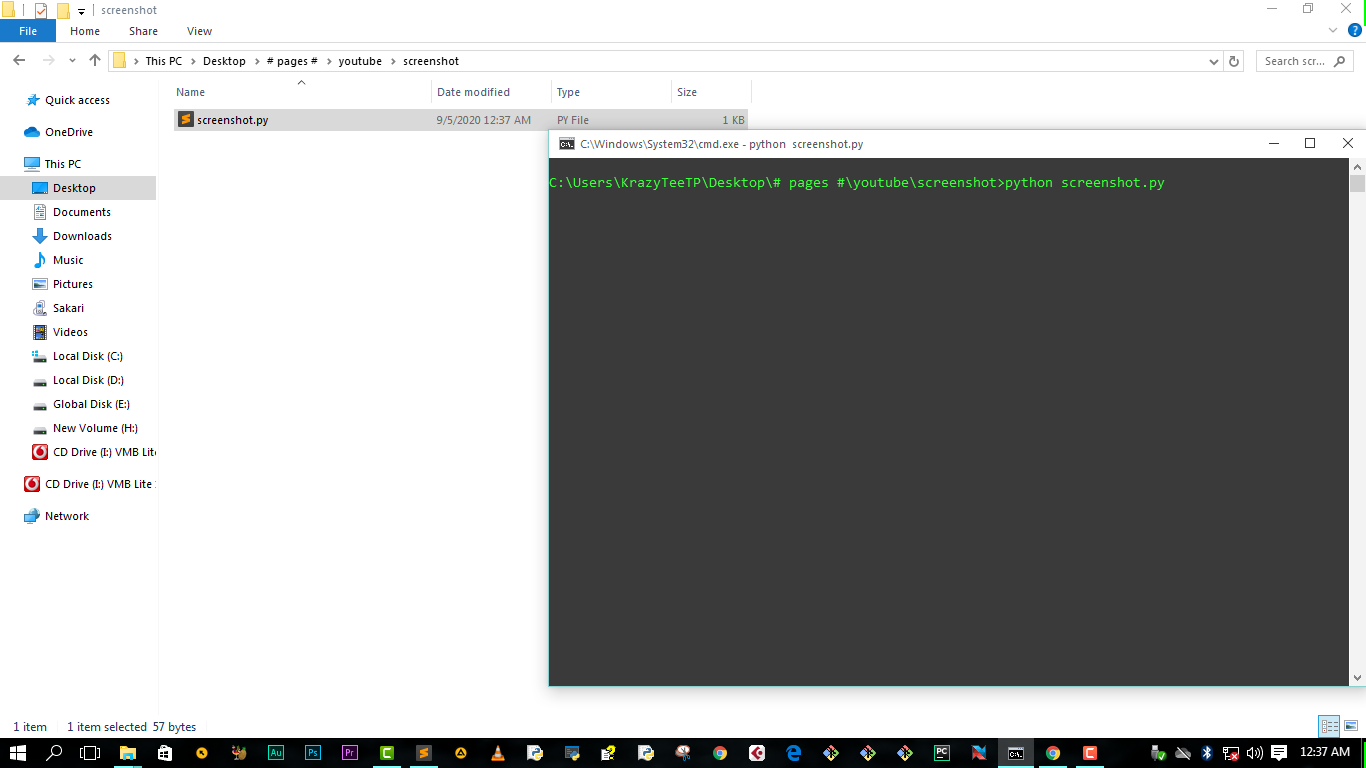 screenshot
File Home Share View
This PC Desktop # pages # youtube screenshot
Search scr...
Name Date modified Type Size
screenshot.py 9/5/2020 12:37 AM PY File 1 KB
Quick access
OneDrive
This PC
Desktop
Documents
Downloads
Music
Pictures
Sakari
Videos
Local Disk (C:)
Local Disk (D:)
Global Disk (E:)
New Volume (H:)
CD Drive (I:) VMB Lite
CD Drive (I:) VMB Lite
Network
C:\Windows\System32\cmd.exe - python  screenshot.py
C:\Users\KrazyTeeTP\Desktop\# pages #\youtube\screenshot>python screenshot.py
1 item 1 item selected 57 bytes
Au Ps Pr C PC C 12:37 AM